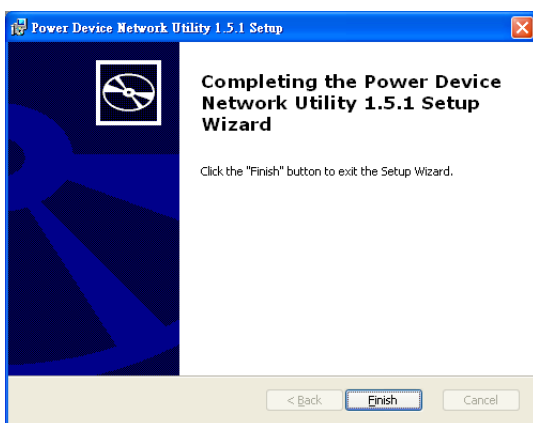 Power Device Network Utility 1.5.1 Setup
Completing the Power Device
Network Utility 1.5.1 Setup
Wizard
Click the "Finish" button to exit the Setup Wizard.
< Back Finish Cancel